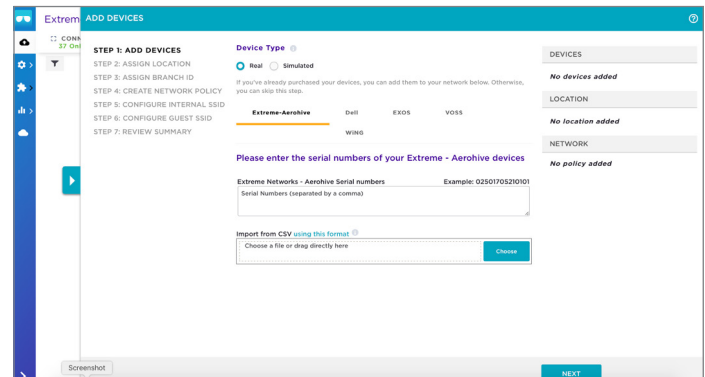 Extrem
ADD DEVICES
CONN
37 Onl
STEP 1: ADD DEVICES
STEP 2: ASSIGN LOCATION
STEP 3: ASSIGN BRANCH ID
STEP 4: CREATE NETWORK POLICY
STEP 5: CONFIGURE INTERNAL SSID
STEP 6: CONFIGURE GUEST SSID
STEP 7: REVIEW SUMMARY
Device Type
Real Simulated
If you've already purchased your devices, you can add them to your network below. Otherwise,
you can skip this step.
Extreme-Aerohive Dell EXOS VOSS
WiNG
Please enter the serial numbers of your Extreme - Aerohive devices
Extreme Networks - Aerohive Serial numbers Example: 02501705210101
Serial Numbers (separated by a comma)
Import from CSV using this format
Choose a file or drag directly here
Choose
DEVICES
No devices added
LOCATION
No location added
NETWORK
No policy added
Screenshot
NEXT